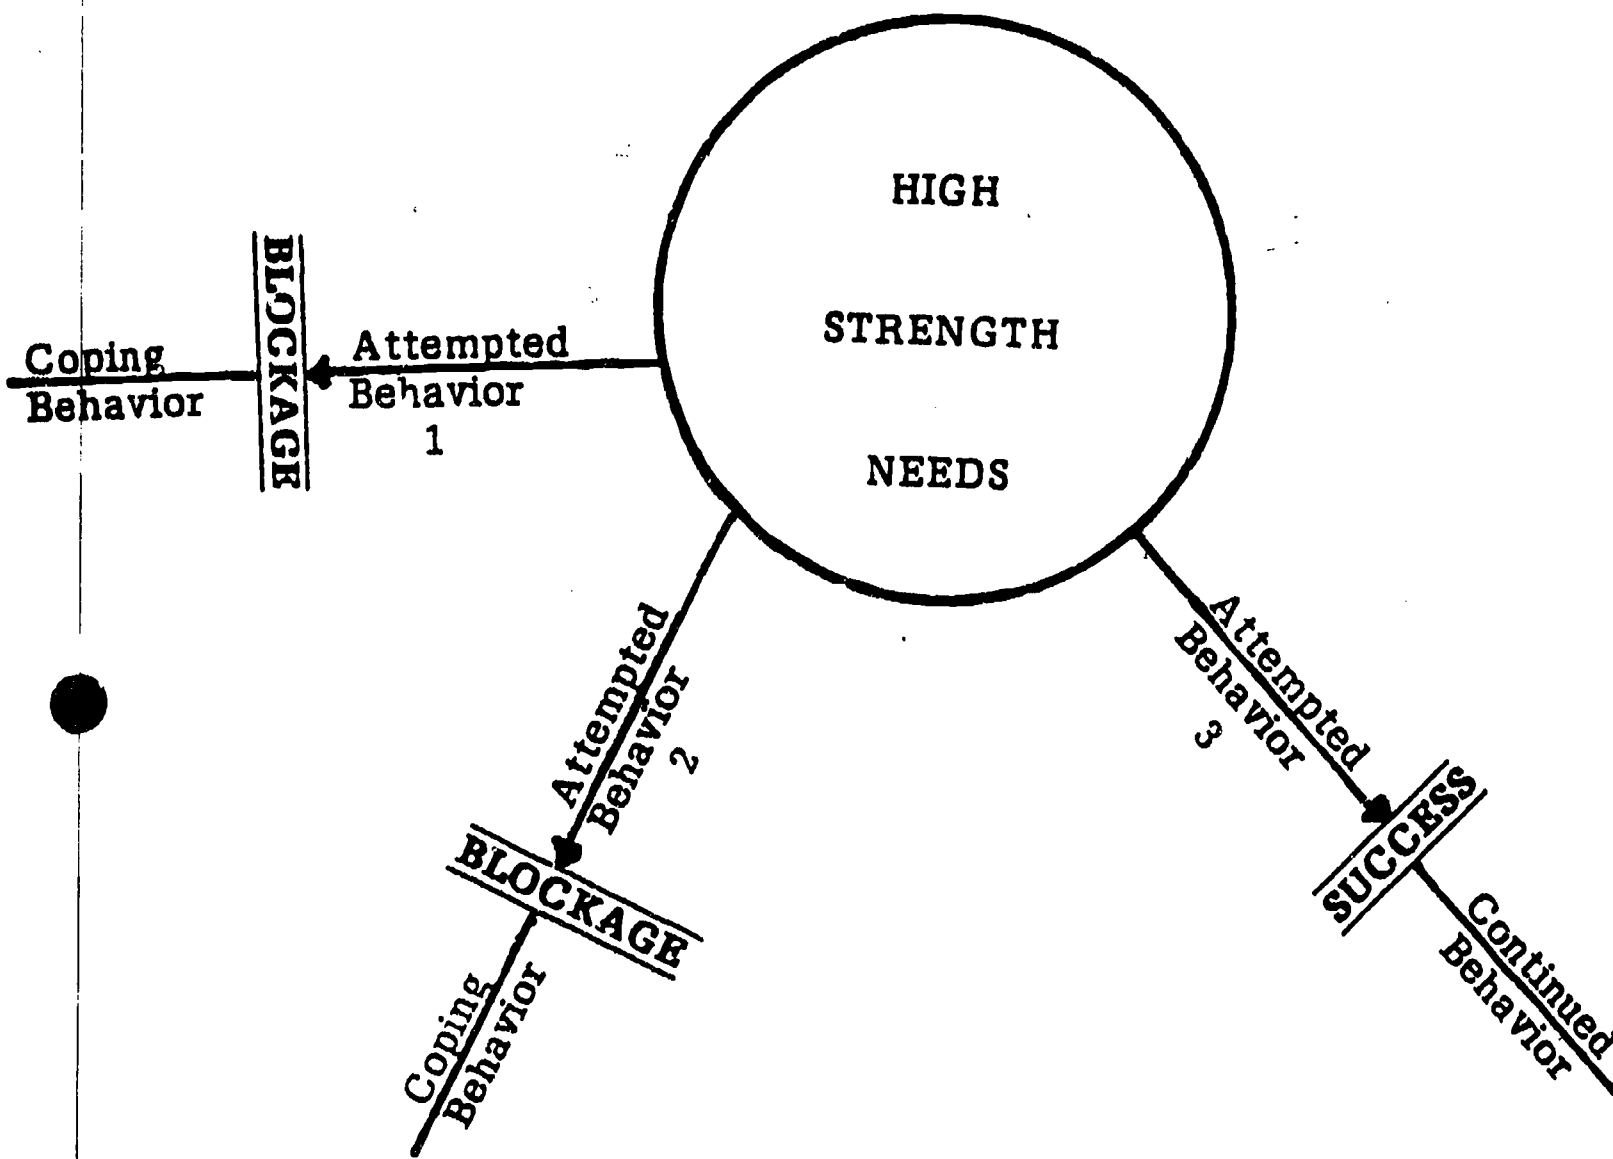 HIGH
STRENGTH
NEEDS
BLOCKAGE
Attempted
Behavior
1
Coping
Behavior
Attempted
Behavior
2
BLOCKAGE
Coping
Behavior
Attempted
Behavior
3
SUCCESS
Continued
Behavior